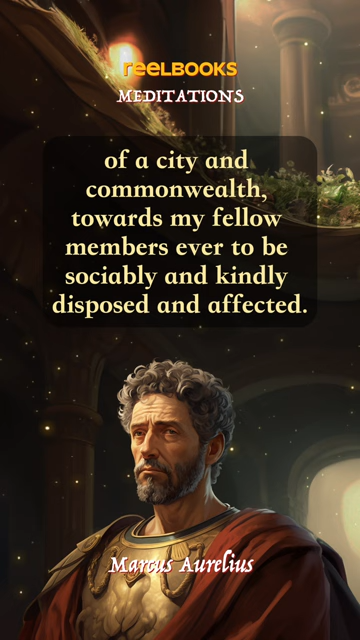 reelbooks
MEDITATIONS
of a city and
commonwealth,
towards my fellow
members ever to be
sociably and kindly
disposed and affected.
Marcus Aurelius